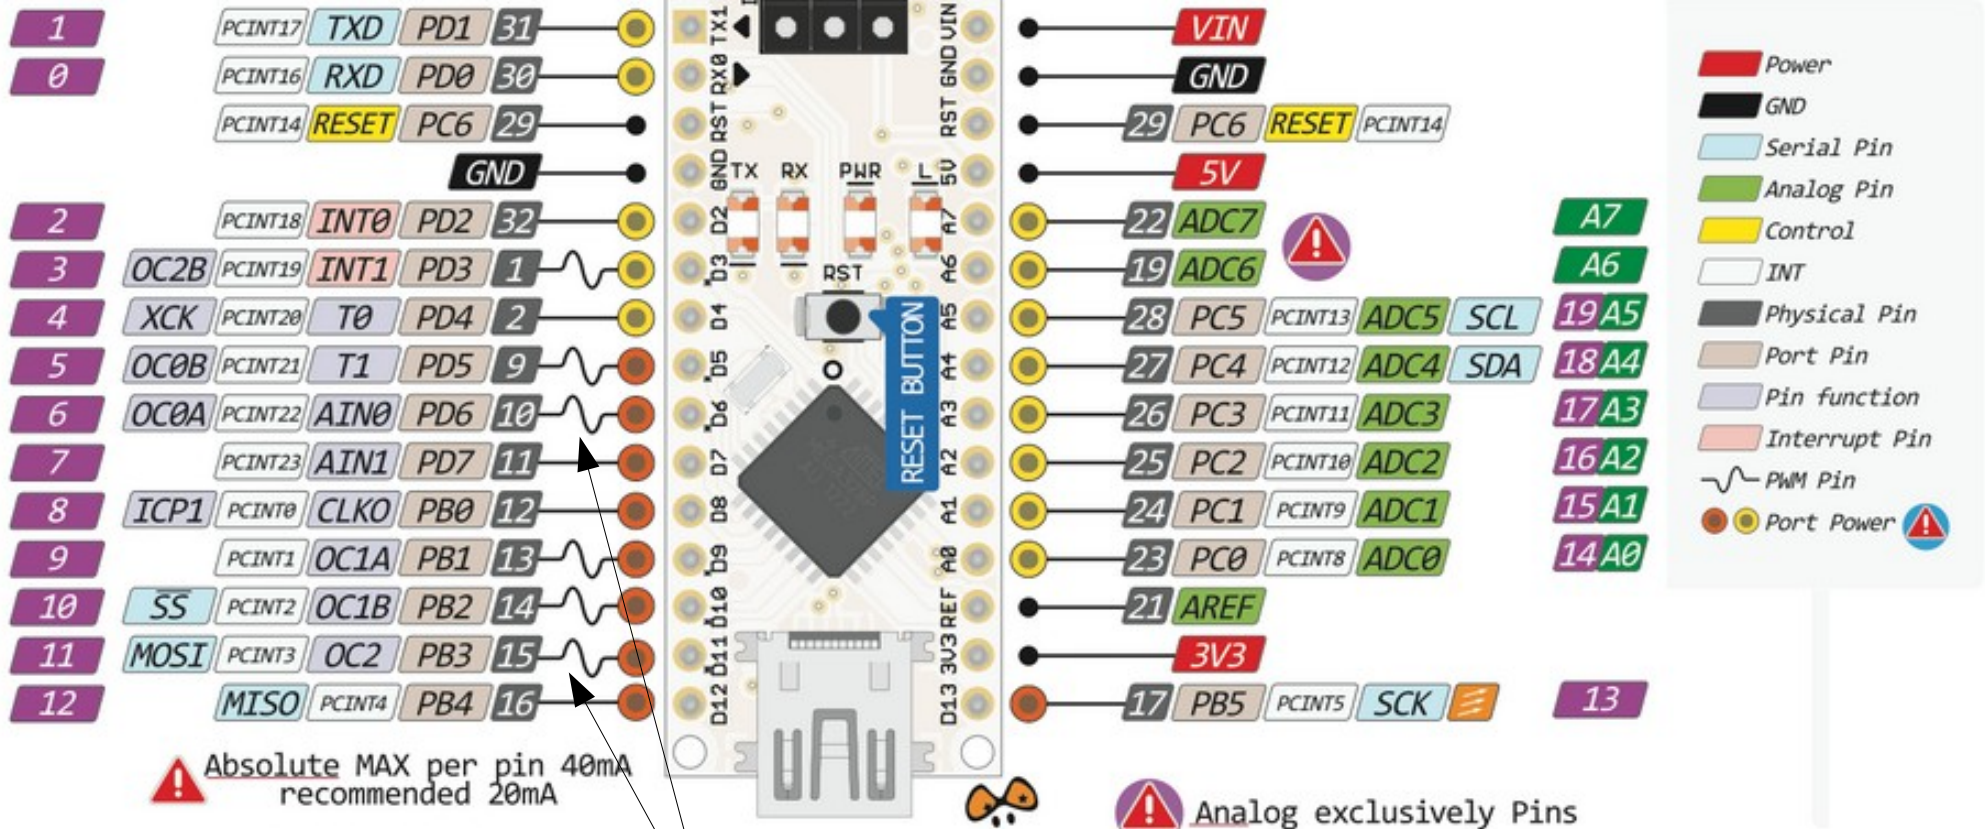 1 PCINT17 TXD PD1 31 TX1 VIN VIN
0 PCINT16 RXD PD0 30 RX0 GND GND
PCINT14 RESET PC6 29 RST RST 29 PC6 RESET PCINT14
GND GND 5V 5V
TX RX PWR L
2 PCINT18 INT0 PD2 32 D2 A7 22 ADC7 A7
3 OC2B PCINT19 INT1 PD3 1 D3 A6 19 ADC6 A6
RST
4 XCK PCINT20 T0 PD4 2 D4 A5 28 PC5 PCINT13 ADC5 SCL 19 A5
5 OC0B PCINT21 T1 PD5 9 D5 A4 27 PC4 PCINT12 ADC4 SDA 18 A4
RESET BUTTON
6 OC0A PCINT22 AIN0 PD6 10 D6 A3 26 PC3 PCINT11 ADC3 17 A3
7 PCINT23 AIN1 PD7 11 D7 A2 25 PC2 PCINT10 ADC2 16 A2
8 ICP1 PCINT0 CLKO PB0 12 D8 A1 24 PC1 PCINT9 ADC1 15 A1
9 PCINT1 OC1A PB1 13 D9 A0 23 PC0 PCINT8 ADC0 14 A0
10 SS PCINT2 OC1B PB2 14 D10 REF 21 AREF
11 MOSI PCINT3 OC2 PB3 15 D11 3V3 3V3
12 MISO PCINT4 PB4 16 D12 D13 17 PB5 PCINT5 SCK 13
Absolute MAX per pin 40mA
recommended 20mA
Analog exclusively Pins
Power
GND
Serial Pin
Analog Pin
Control
INT
Physical Pin
Port Pin
Pin function
Interrupt Pin
PWM Pin
Port Power